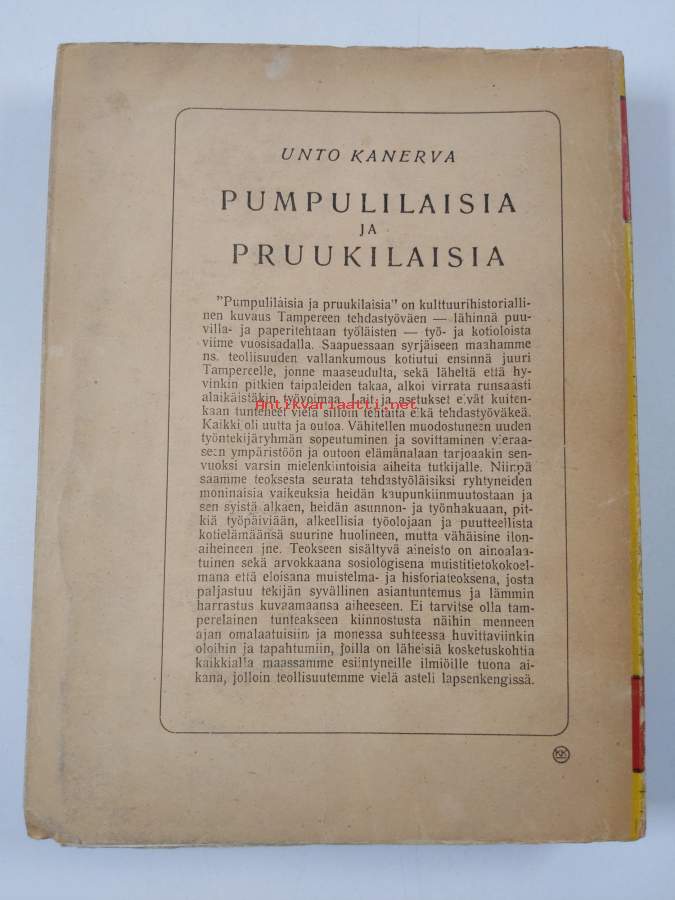 UNTO KANERVA
PUMPULILAISIA
JA
PRUUKILAISIA
”Pumpulilaisia ja pruukilaisia” on kulttuurihistorialli-
nen kuvaus Tampereen tehdastyöväen — lähinnä puu-
villa- ja paperitehtaan työläisten — työ- ja kotioloista
viime vuosisadalla. Saapuessaan syrjäiseen maahamme
ns. teollisuuden vallankumous kotiutui ensinnä juuri
Tampereelle, jonne maaseudulta, sekä läheltä että hy-
vinkin pitkien taipaleiden takaa, alkoi virrata runsaasti
alaikäistäkin työvoimaa. Lait ja asetukset eivät kuiten-
Antikvariaatti.net
kaan tunteneet vielä silloin tehtaita eikä tehdastyöväkeä.
Kaikki oli uutta ja outoa. Vähitellen muodostuneen uuden
työntekijäryhmän sopeutuminen ja sovittaminen vieraa-
seen ympäristöön ja outoon elämänalaan tarjoaakin sen-
vuoksi varsin mielenkiintoisia aiheita tutkijalle. Niinpä
saamme teoksesta seurata tehdastyöläisiksi ryhtyneiden
moninaisia vaikeuksia heidän kaupunkiinmuutostaan ja
sen syistä alkaen, heidän asunnon- ja työnhakuaan, pit-
kiä työpäiviään, alkeellisia työolojaan ja puutteellista
kotielämäänsä suurine huolineen, mutta vähäisine ilon-
aiheineen jne. Teokseen sisältyvä aineisto on ainoalaa-
tuinen sekä arvokkaana sosiologisena muistitietokokoel-
mana että eloisana muistelma- ja historiateoksena, josta
paljastuu tekijän syvällinen asiantuntemus ja lämmin
harrastus kuvaamaansa aiheeseen. Ei tarvitse olla tam-
perelainen tunteakseen kiinnostusta näihin menneen
ajan omalaatuisiin ja monessa suhteessa huvittaviinkin
oloihin ja tapahtumiin, joilla on läheisiä kosketuskohtia
kaikkialla maassamme esiintyneille ilmiöille tuona ai-
kana, jolloin teollisuutemme vielä asteli lapsenkengissä.